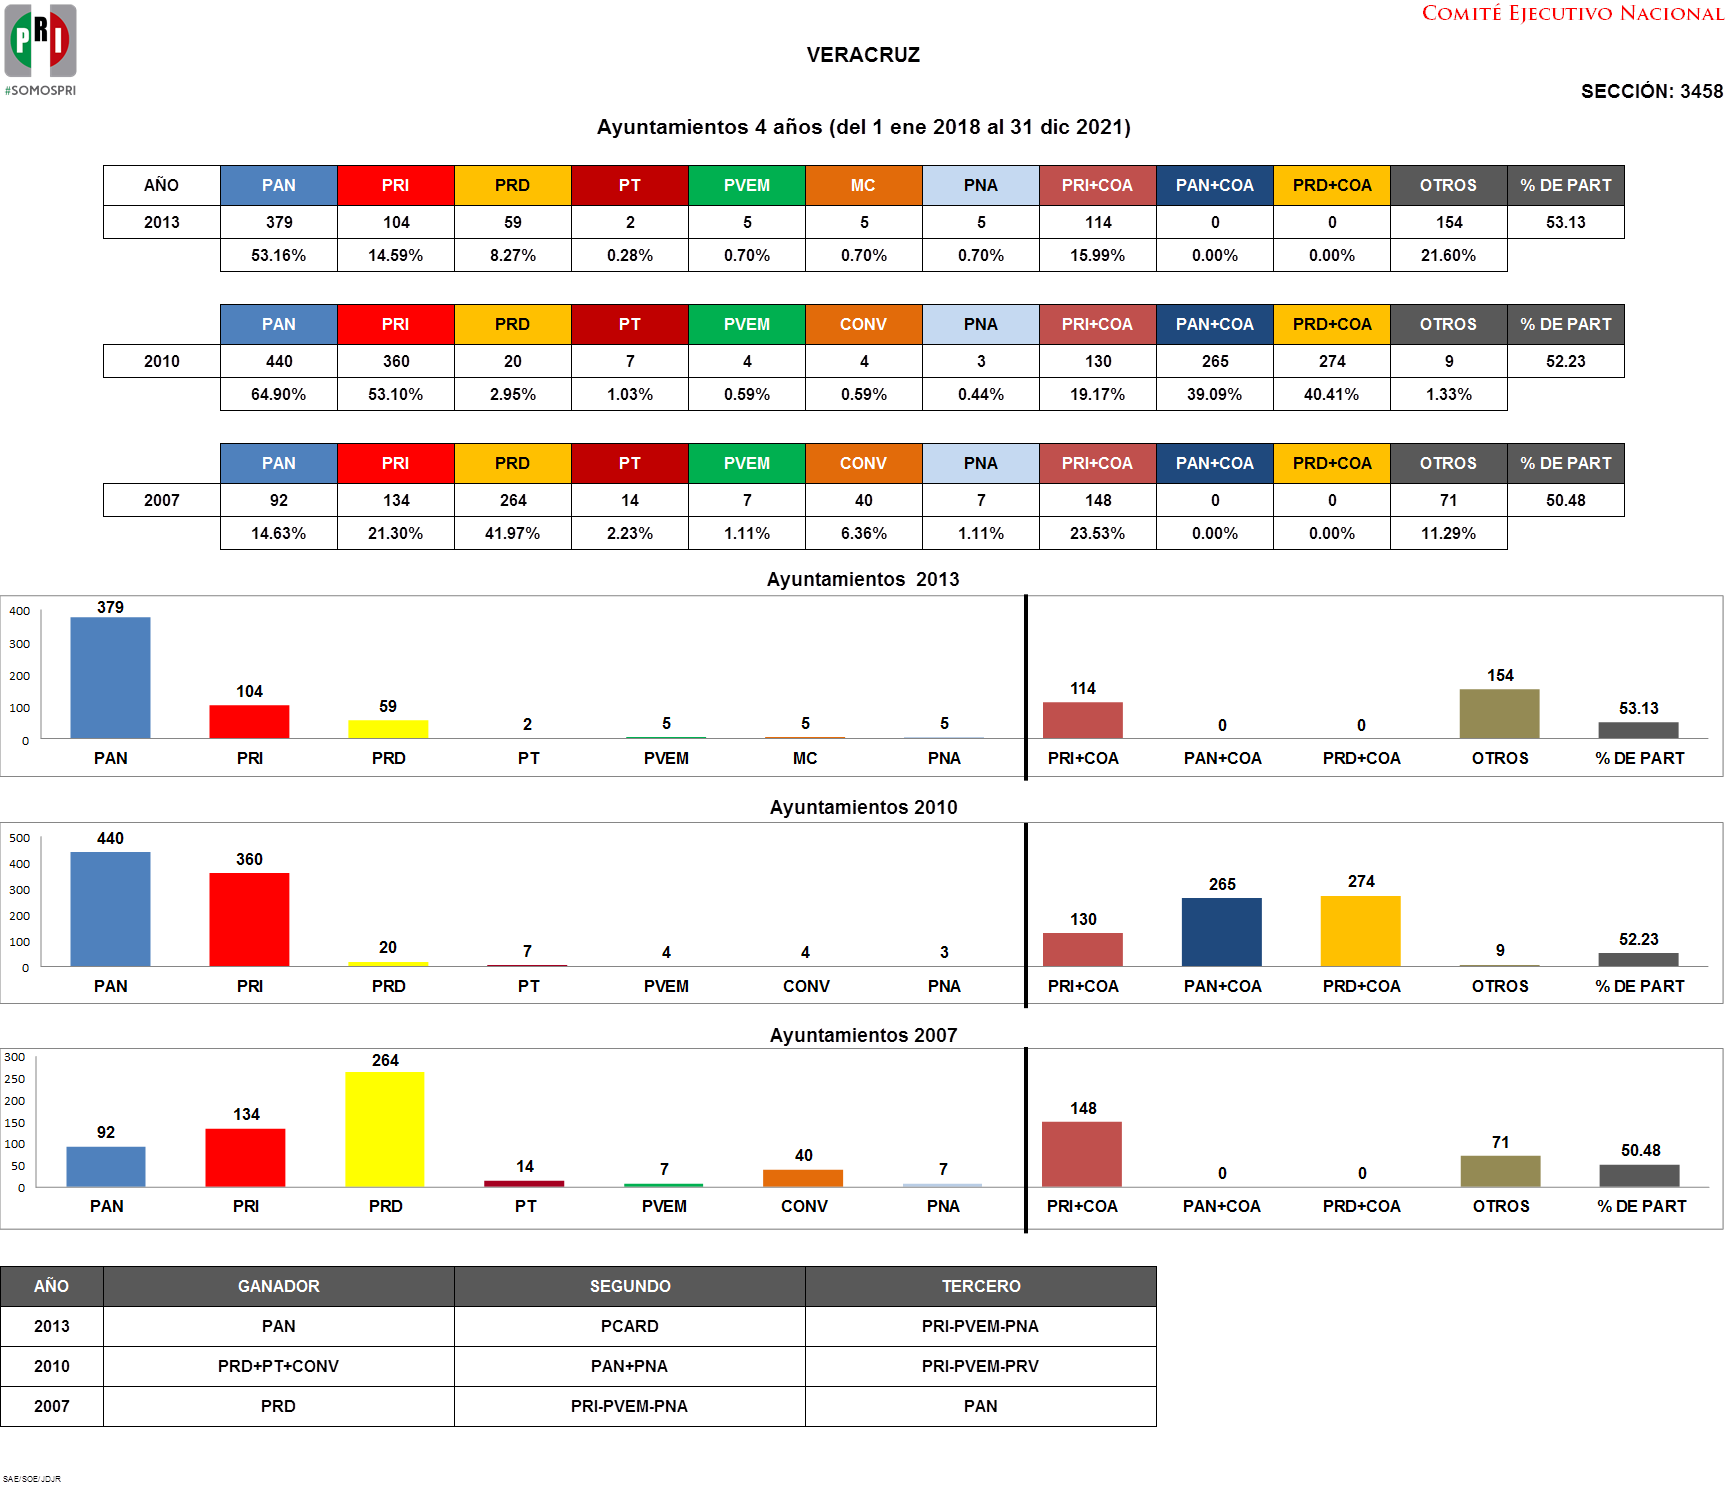 PRI
#SOMOSPRI
COMITÉ EJECUTIVO NACIONAL
VERACRUZ
SECCIÓN: 3458
Ayuntamientos 4 años (del 1 ene 2018 al 31 dic 2021)
AÑO PAN PRI PRD PT PVEM MC PNA PRI+COA PAN+COA PRD+COA OTROS % DE PART
2013 379 104 59 2 5 5 5 114 0 0 154 53.13
53.16% 14.59% 8.27% 0.28% 0.70% 0.70% 0.70% 15.99% 0.00% 0.00% 21.60%
PAN PRI PRD PT PVEM CONV PNA PRI+COA PAN+COA PRD+COA OTROS % DE PART
2010 440 360 20 7 4 4 3 130 265 274 9 52.23
64.90% 53.10% 2.95% 1.03% 0.59% 0.59% 0.44% 19.17% 39.09% 40.41% 1.33%
PAN PRI PRD PT PVEM CONV PNA PRI+COA PAN+COA PRD+COA OTROS % DE PART
2007 92 134 264 14 7 40 7 148 0 0 71 50.48
14.63% 21.30% 41.97% 2.23% 1.11% 6.36% 1.11% 23.53% 0.00% 0.00% 11.29%
Ayuntamientos 2013
400
300
200
100
0
379 104 59 2 5 5 5 114 0 0 154 53.13
PAN PRI PRD PT PVEM MC PNA PRI+COA PAN+COA PRD+COA OTROS % DE PART
Ayuntamientos 2010
500
400
300
200
100
0
440 360 20 7 4 4 3 130 265 274 9 52.23
PAN PRI PRD PT PVEM CONV PNA PRI+COA PAN+COA PRD+COA OTROS % DE PART
Ayuntamientos 2007
300
250
200
150
100
50
0
92 134 264 14 7 40 7 148 0 0 71 50.48
PAN PRI PRD PT PVEM CONV PNA PRI+COA PAN+COA PRD+COA OTROS % DE PART
AÑO GANADOR SEGUNDO TERCERO
2013 PAN PCARD PRI-PVEM-PNA
2010 PRD+PT+CONV PAN+PNA PRI-PVEM-PRV
2007 PRD PRI-PVEM-PNA PAN
SAE/SOE/JDJR